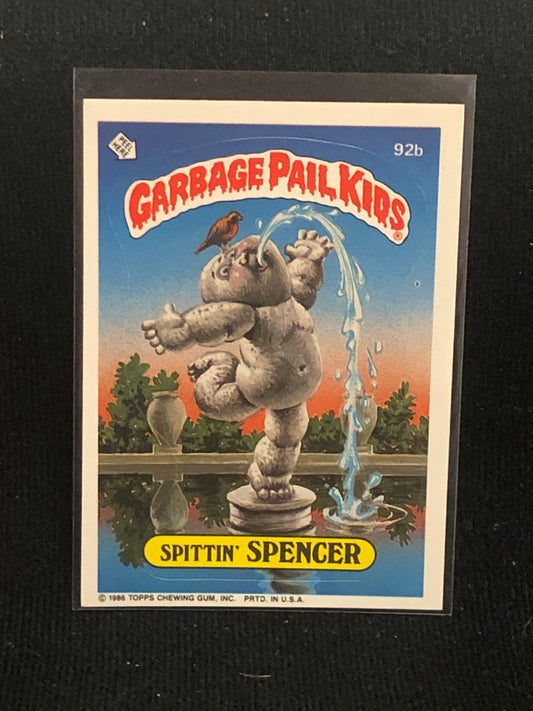 PEEL
HERE
92b
GARBAGE PAIL KIDS®
SPITTIN' SPENCER
© 1986 TOPPS CHEWING GUM, INC. PRTD. IN U.S.A.